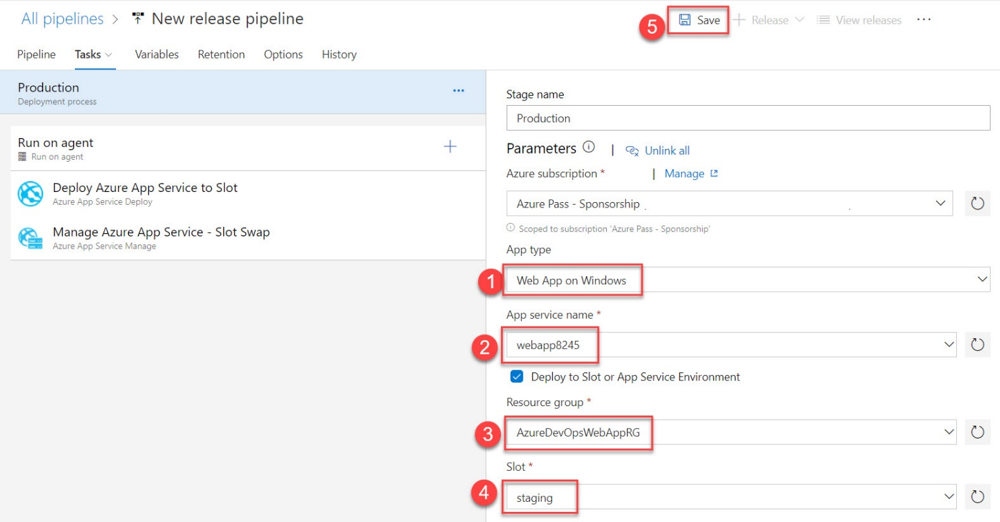 All pipelines > New release pipeline
5 Save + Release View releases ...
Pipeline Tasks Variables Retention Options History
Production
Deployment process
...
Run on agent
Run on agent
Deploy Azure App Service to Slot
Azure App Service Deploy
Manage Azure App Service - Slot Swap
Azure App Service Manage
Stage name
Production
Parameters | Unlink all
Azure subscription * | Manage
Azure Pass - Sponsorship
Scoped to subscription 'Azure Pass - Sponsorship'
App type
1 Web App on Windows
App service name *
2 webapp8245
Deploy to Slot or App Service Environment
Resource group *
3 AzureDevOpsWebAppRG
Slot *
4 staging